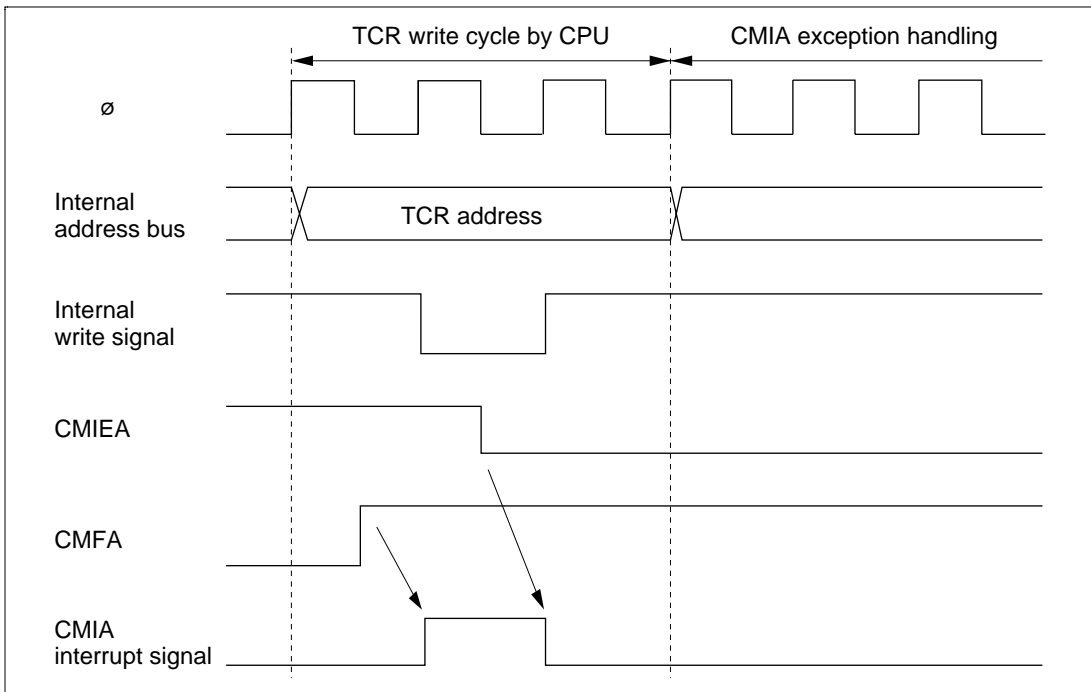 TCR write cycle by CPU
CMIA exception handling
ø
Internal
address bus
TCR address
Internal
write signal
CMIEA
CMFA
CMIA
interrupt signal